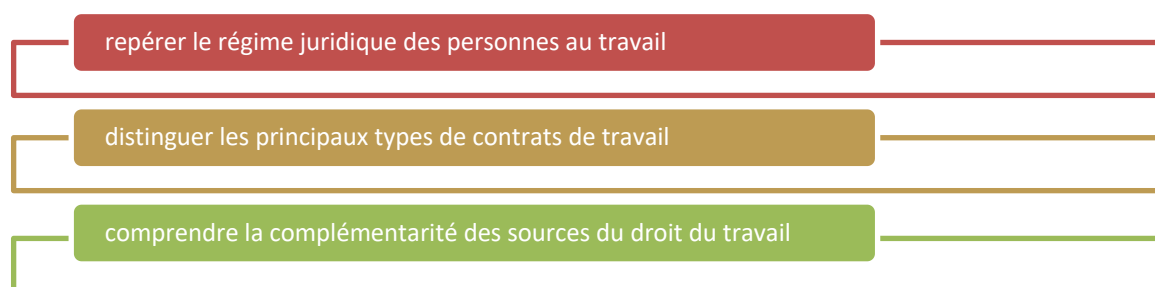 repérer le régime juridique des personnes au travail
distinguer les principaux types de contrats de travail
comprendre la complémentarité des sources du droit du travail